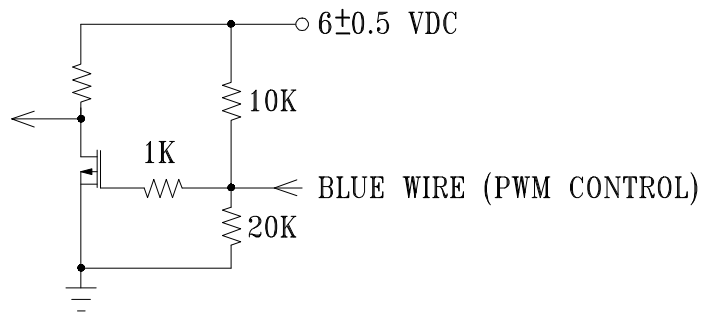 6±0.5 VDC
10K
1K
BLUE WIRE (PWM CONTROL)
20K